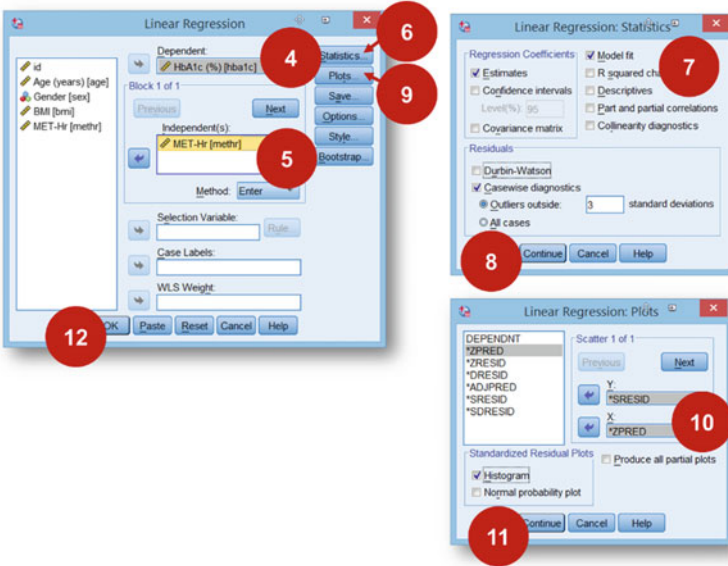 Linear Regression
id
Age (years) [age]
Gender [sex]
BMI [bmi]
MET-Hr [methr]
Dependent:
HbA1c (%) [hba1c]
4
Block 1 of 1
Previous
Next
Independent(s):
MET-Hr [methr]
5
Method: Enter
Selection Variable:
Rule...
Case Labels:
WLS Weight:
Statistics...
6
Plots...
9
Save...
Options...
Style...
Bootstrap...
12
OK
Paste
Reset
Cancel
Help
Linear Regression: Statistics
Regression Coefficients
Estimates
Confidence intervals
Level(%): 95
Covariance matrix
Model fit
R squared
Descriptives
Part and partial correlations
Collinearity diagnostics
7
Residuals
Durbin-Watson
Casewise diagnostics
Outliers outside: 3 standard deviations
All cases
8
Continue
Cancel
Help
Linear Regression: Plots
DEPENDNT
*ZPRED
*ZRESID
*DRESID
*ADJPRED
*SRESID
*SDRESID
Scatter 1 of 1
Previous
Next
Y:
*SRESID
X:
*ZPRED
10
Standardized Residual Plots
Histogram
Normal probability plot
Produce all partial plots
11
Continue
Cancel
Help